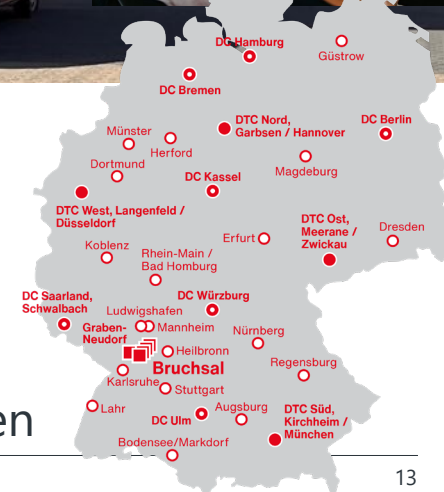 DC Hamburg
Güstrow
DC Bremen
DTC Nord,
Garbsen / Hannover
DC Berlin
Münster
Herford
Dortmund
Magdeburg
DC Kassel
DTC West, Langenfeld /
Düsseldorf
DTC Ost,
Meerane /
Zwickau
Dresden
Erfurt
Koblenz
Rhein-Main /
Bad Homburg
DC Saarland,
Schwalbach
DC Würzburg
Ludwigshafen
Mannheim
Graben-
Neudorf
Nürnberg
Heilbronn
Bruchsal
Karlsruhe
Regensburg
Stuttgart
Lahr
DC Ulm
Augsburg
DTC Süd,
Kirchheim /
München
en
Bodensee/Markdorf
13